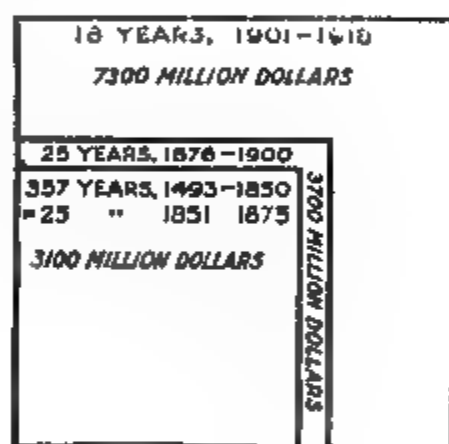 18 YEARS, 1901-1918
7300 MILLION DOLLARS
25 YEARS, 1876-1900
357 YEARS, 1493-1850
=25 " 1851 1875
3100 MILLION DOLLARS
3700 MILLION DOLLARS